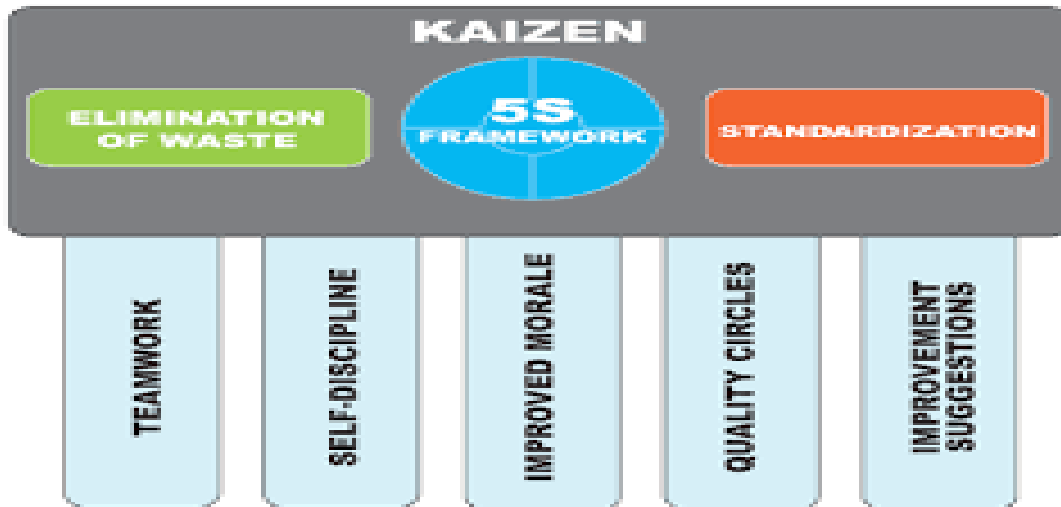 KAIZEN
ELIMINATION
OF WASTE
5S
FRAMEWORK
STANDARDIZATION
TEAMWORK
SELF-DISCIPLINE
IMPROVED MORALE
QUALITY CIRCLES
IMPROVEMENT
SUGGESTIONS